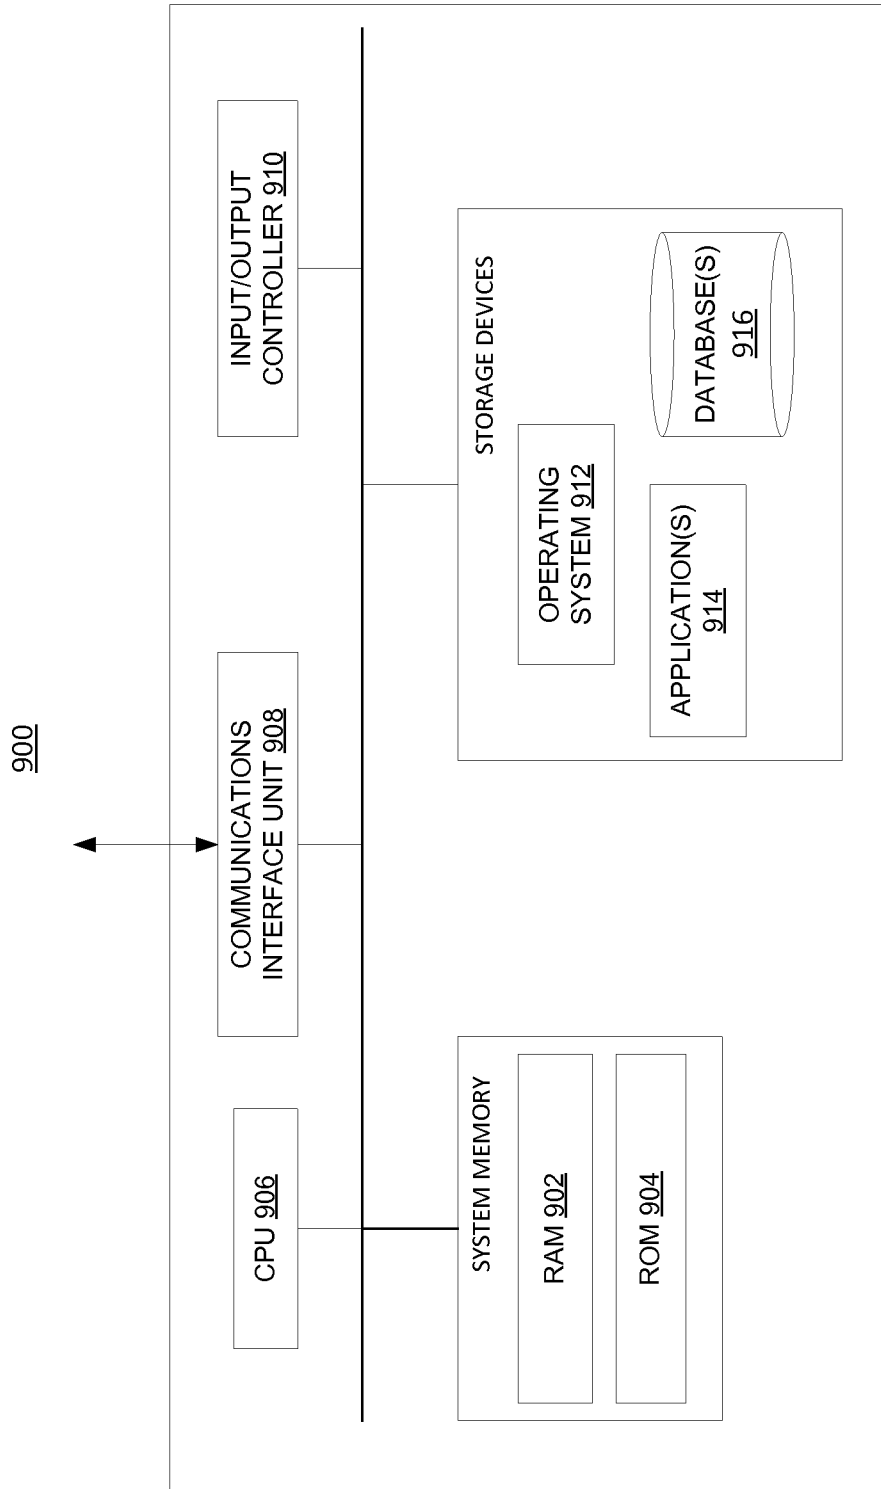 900
CPU 906
COMMUNICATIONS
INTERFACE UNIT 908
INPUT/OUTPUT
CONTROLLER 910
SYSTEM MEMORY
RAM 902
ROM 904
STORAGE DEVICES
OPERATING
SYSTEM 912
APPLICATION(S)
914
DATABASE(S)
916